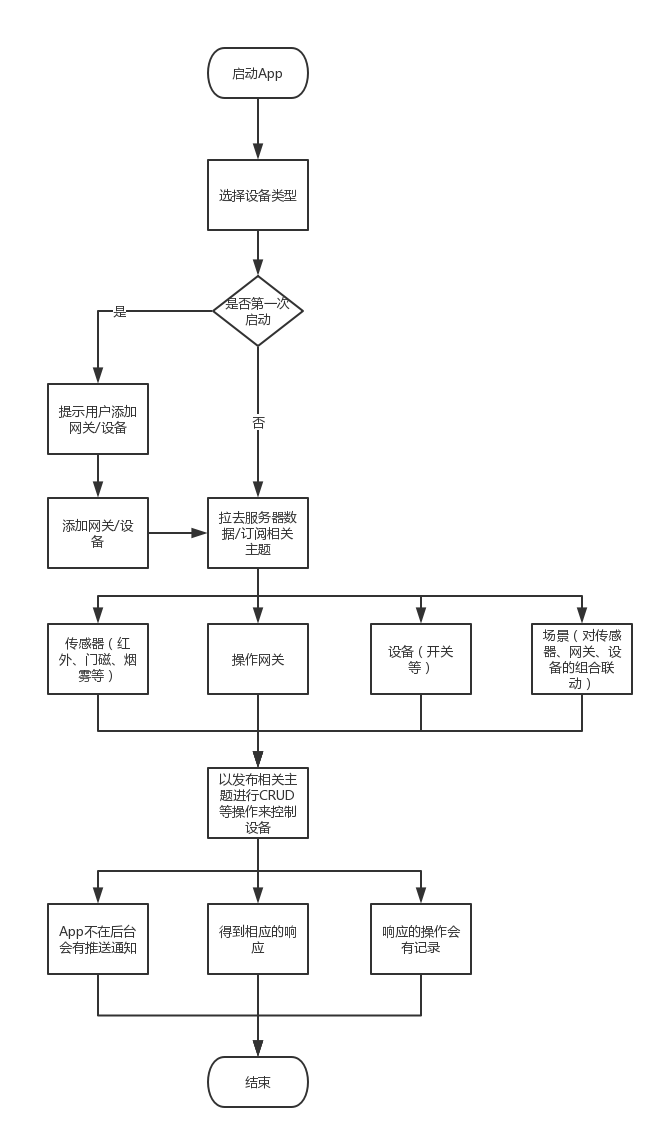 启动App
选择设备类型
是否第一次
启动
是
提示用户添加
网关/设备
否
添加网关/设
备
拉去服务器数
据/订阅相关
主题
传感器（红
外、门磁、烟
雾等）
操作网关
设备（开关
等）
场景（对传感
器、网关、设
备的组合联
动）
以发布相关主
题进行CRUD
等操作来控制
设备
App不在后台
会有推送通知
得到相应的响
应
响应的操作会
有记录
结束